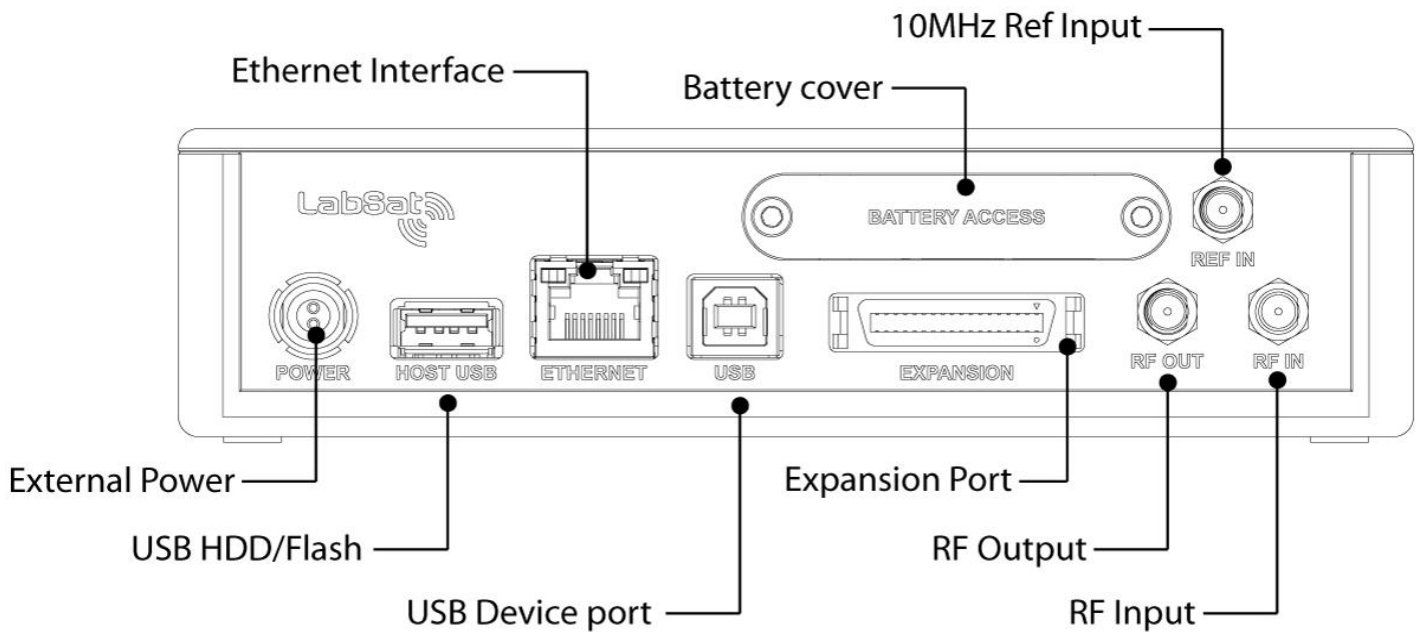 10MHz Ref Input
Ethernet Interface
Battery cover
LabSat
BATTERY ACCESS
REF IN
POWER
HOST USB
ETHERNET
USB
EXPANSION
RF OUT
RF IN
External Power
Expansion Port
USB HDD/Flash
RF Output
USB Device port
RF Input